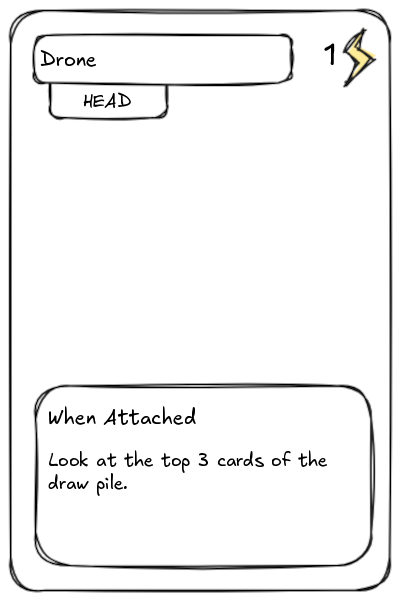 Drone
1
HEAD
When Attached
Look at the top 3 cards of the
draw pile.